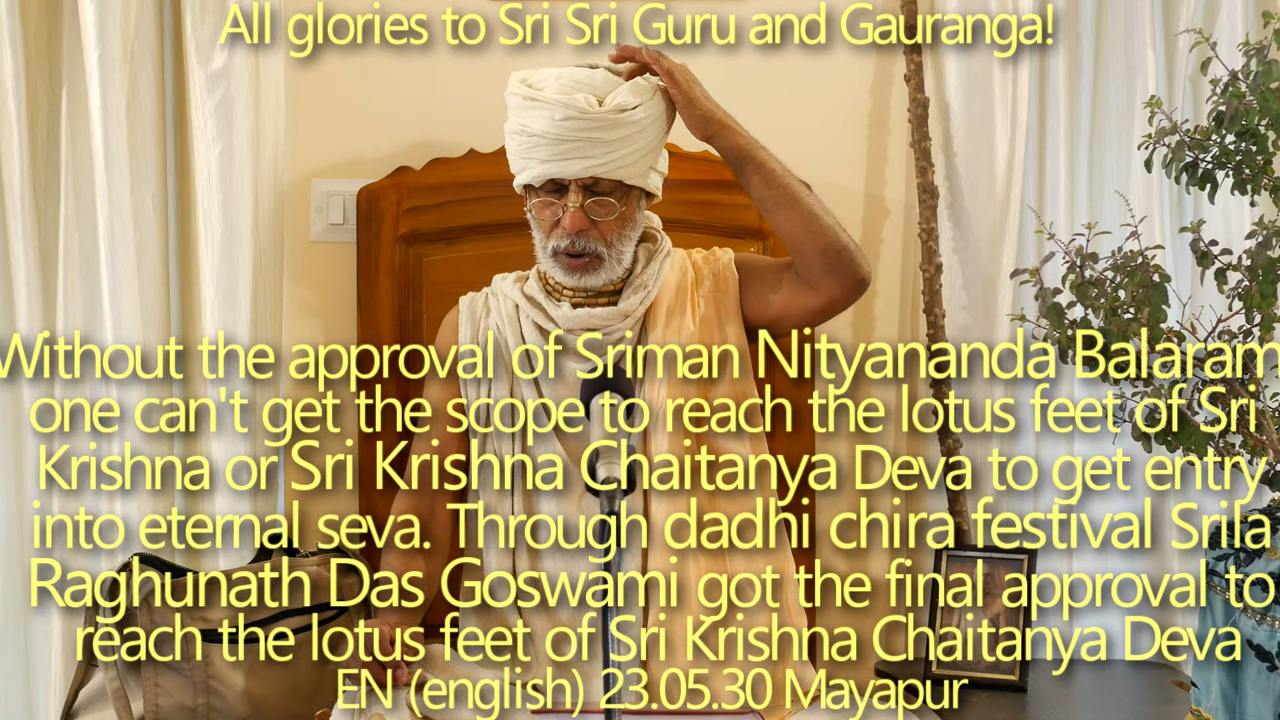 All glories to Sri Sri Guru and Gauranga!
Without the approval of Sriman Nityananda Balaram
one can't get the scope to reach the lotus feet of Sri
Krishna or Sri Krishna Chaitanya Deva to get entry
into eternal seva. Through dadhi chira festival Srila
Raghunath Das Goswami got the final approval to
reach the lotus feet of Sri Krishna Chaitanya Deva
EN (english) 23.05.30 Mayapur